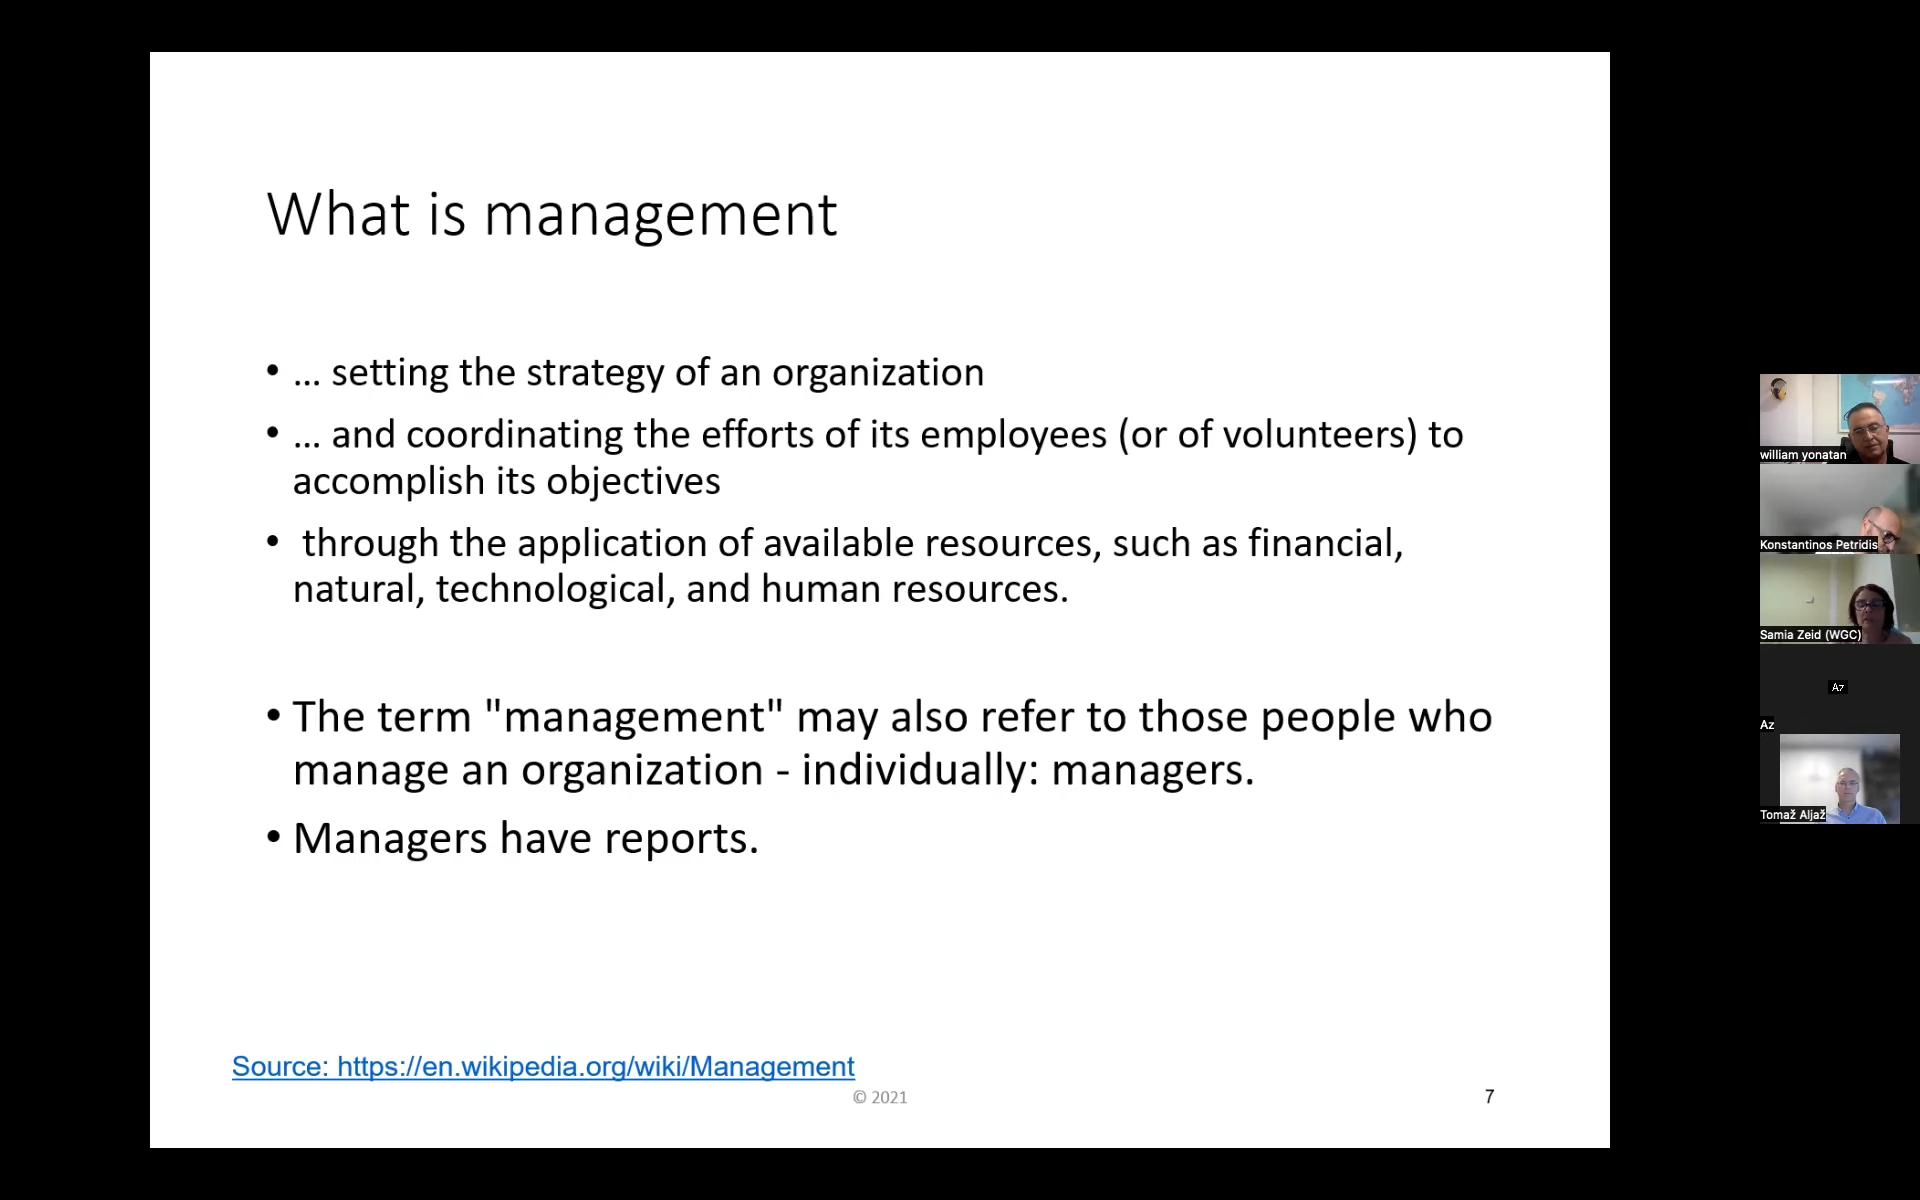 What is management
• ... setting the strategy of an organization
• ... and coordinating the efforts of its employees (or of volunteers) to
accomplish its objectives
• through the application of available resources, such as financial,
natural, technological, and human resources.
• The term "management" may also refer to those people who
manage an organization - individually: managers.
• Managers have reports.
Source: https://en.wikipedia.org/wiki/Management
© 2021
7
william yonatan
Konstantinos Petridis
Samia Zeid (WGC)
Az
Az
Tomaž Aljaž